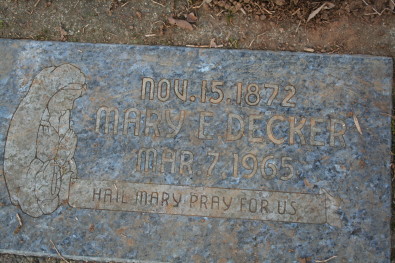 NOV. 15. 1872
MARY E. DECKER
MAR. 7. 1965
HAIL MARY PRAY FOR US